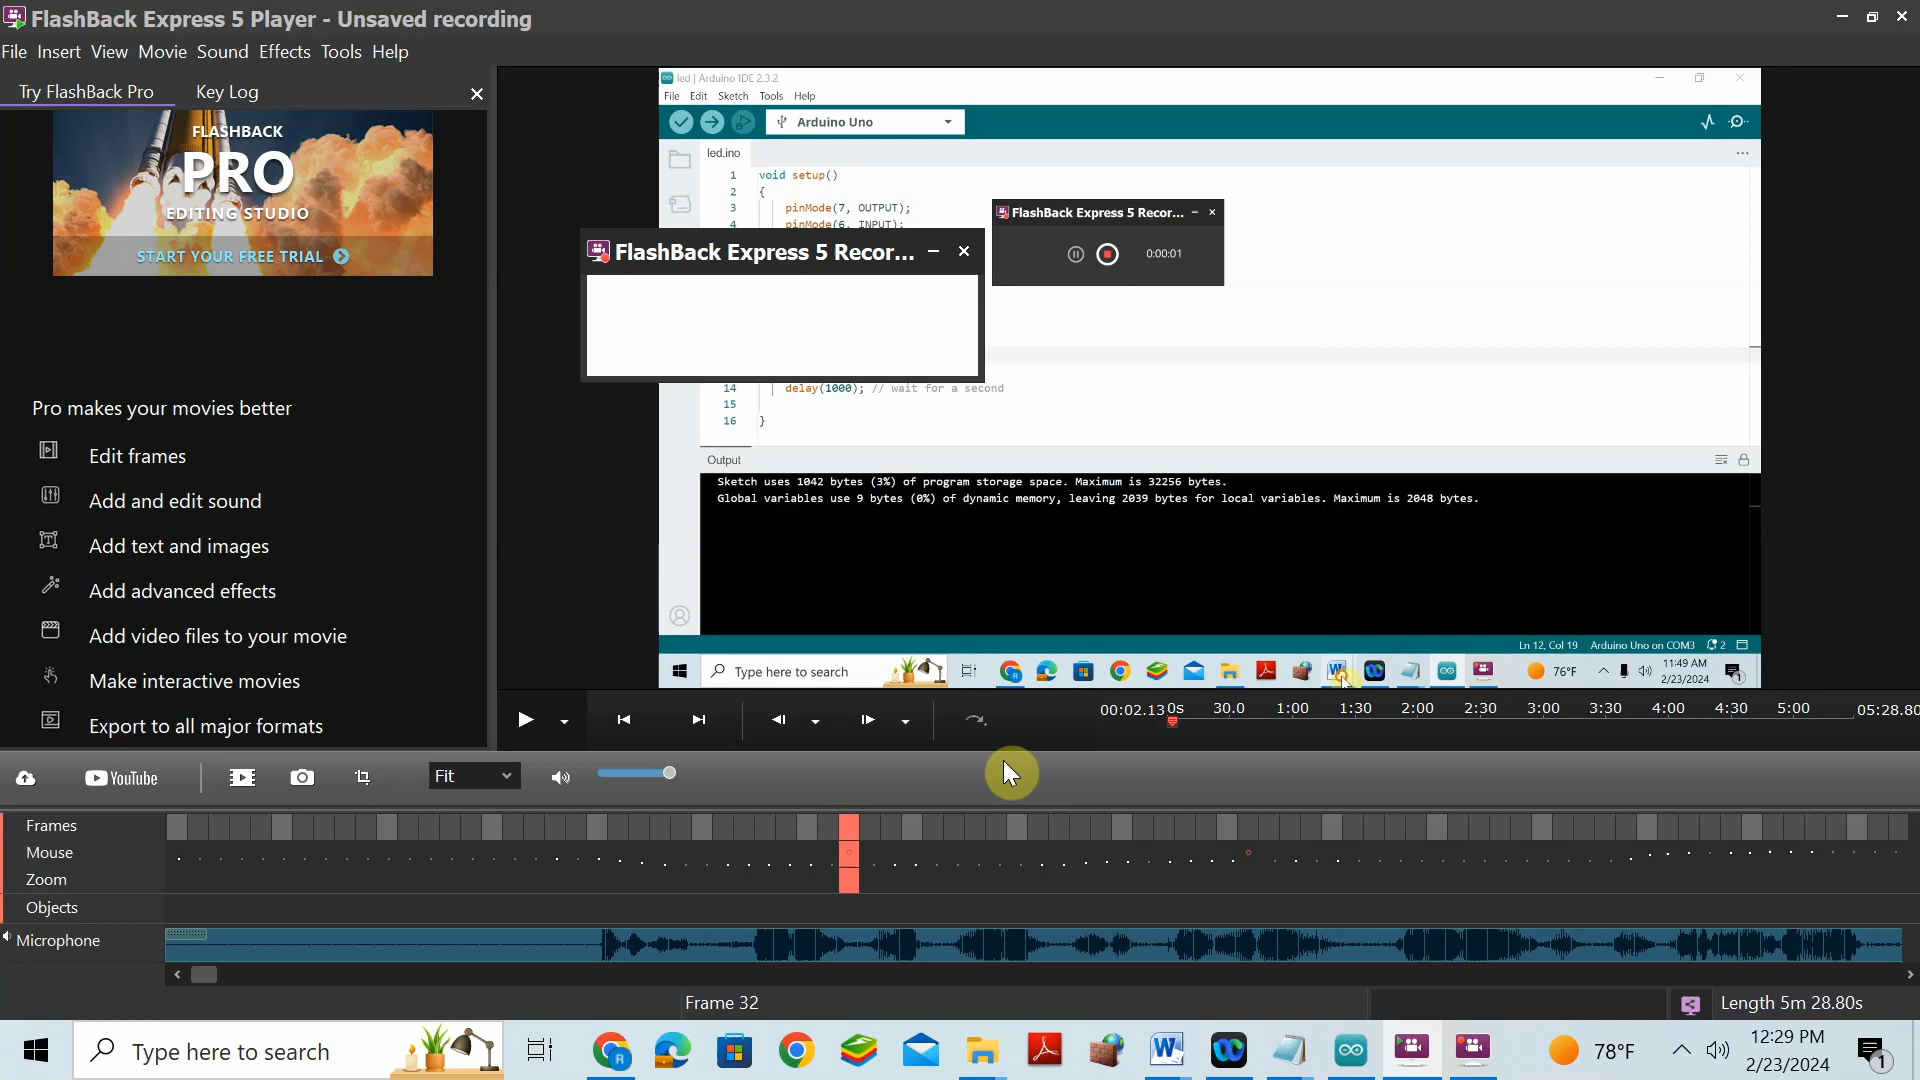 FlashBack Express 5 Player - Unsaved recording
File Insert View Movie Sound Effects Tools Help
Try FlashBack Pro
Key Log
FLASHBACK
PRO
EDITING STUDIO
START YOUR FREE TRIAL
Pro makes your movies better
Edit frames
Add and edit sound
Add text and images
Add advanced effects
Add video files to your movie
Make interactive movies
Export to all major formats
led | Arduino IDE 2.3.2
File Edit Sketch Tools Help
Arduino Uno
led.ino
1 void setup()
2 {
3 pinMode(7, OUTPUT);
4 pinMode(6, INPUT);
FlashBack Express 5 Recor...
0:00:01
FlashBack Express 5 Recor...
14 delay(1000); // wait for a second
15
16 }
Output
Sketch uses 1042 bytes (3%) of program storage space. Maximum is 32256 bytes.
Global variables use 9 bytes (0%) of dynamic memory, leaving 2039 bytes for local variables. Maximum is 2048 bytes.
Ln 12, Col 19 Arduino Uno on COM3 2
Type here to search
76°F
11:49 AM
2/23/2024
1
00:02.13 0s 30.0 1:00 1:30 2:00 2:30 3:00 3:30 4:00 4:30 5:00 05:28.80
YouTube
Fit
Frames
Mouse
Zoom
Objects
Microphone
Frame 32
Length 5m 28.80s
Type here to search
78°F
12:29 PM
2/23/2024
1